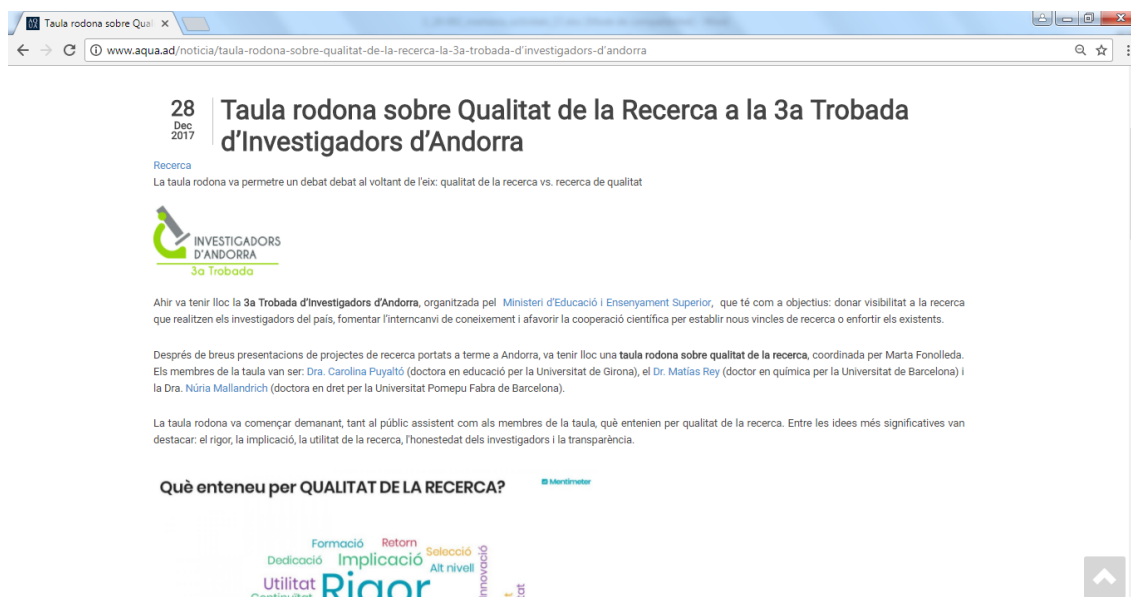 Taula rodona sobre Qual
www.aqua.ad/noticia/taula-rodona-sobre-qualitat-de-la-recerca-la-3a-trobada-d'investigadors-d'andorra
28
Dec
2017
Taula rodona sobre Qualitat de la Recerca a la 3a Trobada
d'Investigadors d'Andorra
Recerca
La taula rodona va permetre un debat debat al voltant de l'eix: qualitat de la recerca vs. recerca de qualitat
INVESTIGADORS
D'ANDORRA
3a Trobada
Ahir va tenir lloc la 3a Trobada d'Investigadors d'Andorra, organitzada pel Ministeri d'Educació i Ensenyament Superior, que té com a objectius: donar visibilitat a la recerca
que realitzen els investigadors del país, fomentar l'interncanvi de coneixement i afavorir la cooperació científica per establir nous vincles de recerca o enfortir els existents.
Després de breus presentacions de projectes de recerca portats a terme a Andorra, va tenir lloc una taula rodona sobre qualitat de la recerca, coordinada per Marta Fonolleda.
Els membres de la taula van ser: Dra. Carolina Puyaltó (doctora en educació per la Universitat de Girona), el Dr. Matías Rey (doctor en química per la Universitat de Barcelona) i
la Dra. Núria Mallandrich (doctora en dret per la Universitat Pomepu Fabra de Barcelona).
La taula rodona va començar demanant, tant al públic assistent com als membres de la taula, què entenien per qualitat de la recerca. Entre les idees més significatives van
destacar: el rigor, la implicació, la utilitat de la recerca, l'honestedat dels investigadors i la transparència.
Què enteneu per QUALITAT DE LA RECERCA?
Mentimeter
Formació
Retorn
Selecció
Dedicació
Implicació
Alt nivell
innovació
Utilitat
Rigor
Continuïtat